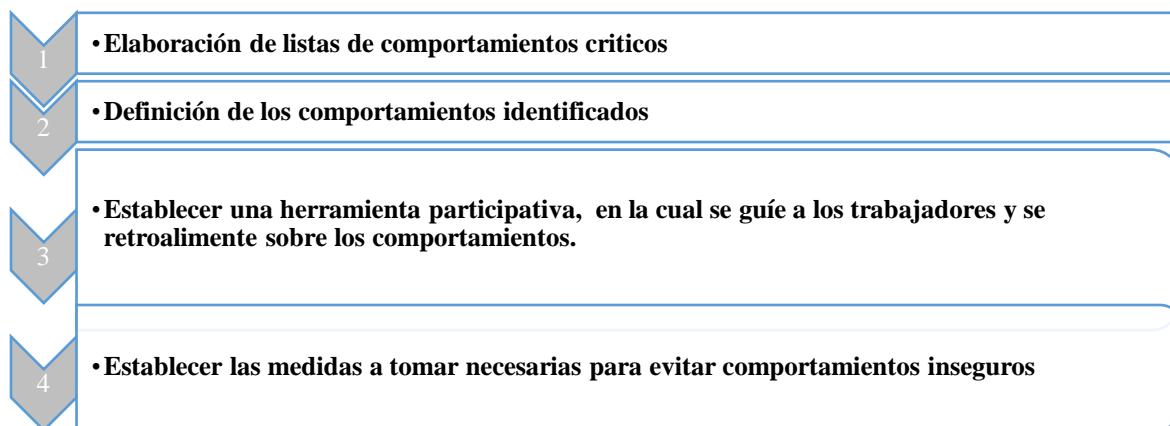 1
•Elaboración de listas de comportamientos criticos
2
•Definición de los comportamientos identificados
3
•Establecer una herramienta participativa, en la cual se guíe a los trabajadores y se
retroalimente sobre los comportamientos.
4
•Establecer las medidas a tomar necesarias para evitar comportamientos inseguros